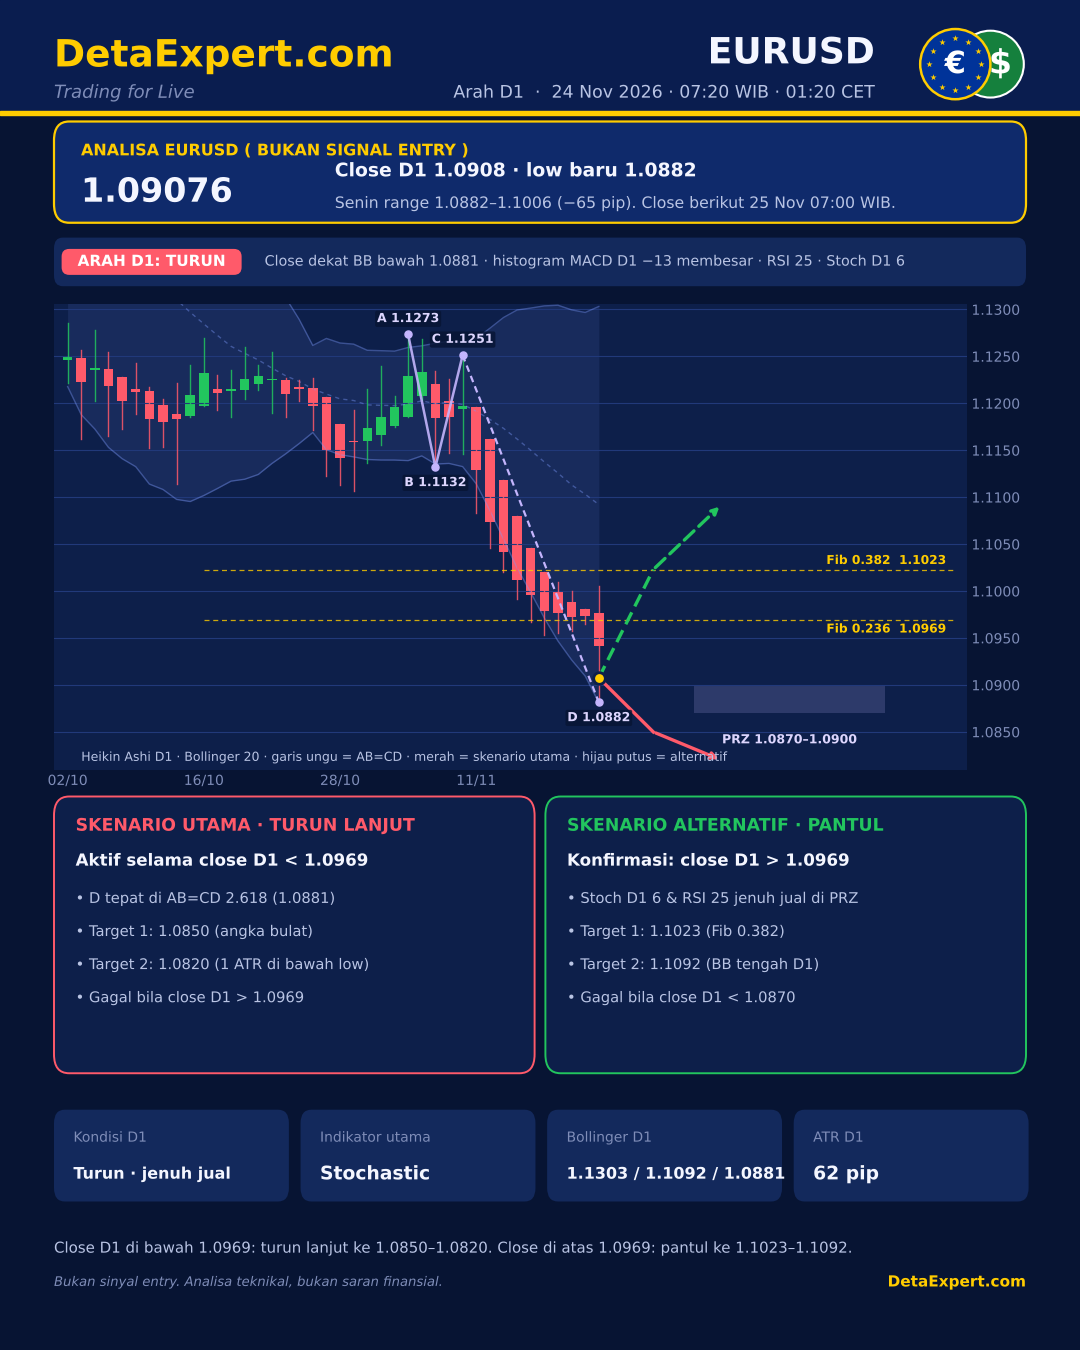 DetaExpert.com
Trading for Live
EURUSD
Arah D1 · 24 Nov 2026 · 07:20 WIB · 01:20 CET
€ $
ANALISA EURUSD ( BUKAN SIGNAL ENTRY )
1.09076
Close D1 1.0908 · low baru 1.0882
Senin range 1.0882–1.1006 (−65 pip). Close berikut 25 Nov 07:00 WIB.
ARAH D1: TURUN
Close dekat BB bawah 1.0881 · histogram MACD D1 −13 membesar · RSI 25 · Stoch D1 6
A 1.1273
C 1.1251
B 1.1132
D 1.0882
Fib 0.382 1.1023
Fib 0.236 1.0969
PRZ 1.0870–1.0900
1.1300
1.1250
1.1200
1.1150
1.1100
1.1050
1.1000
1.0950
1.0900
1.0850
Heikin Ashi D1 · Bollinger 20 · garis ungu = AB=CD · merah = skenario utama · hijau putus = alternatif
02/10
16/10
28/10
11/11
SKENARIO UTAMA · TURUN LANJUT
Aktif selama close D1 < 1.0969
• D tepat di AB=CD 2.618 (1.0881)
• Target 1: 1.0850 (angka bulat)
• Target 2: 1.0820 (1 ATR di bawah low)
• Gagal bila close D1 > 1.0969
SKENARIO ALTERNATIF · PANTUL
Konfirmasi: close D1 > 1.0969
• Stoch D1 6 & RSI 25 jenuh jual di PRZ
• Target 1: 1.1023 (Fib 0.382)
• Target 2: 1.1092 (BB tengah D1)
• Gagal bila close D1 < 1.0870
Kondisi D1
Turun · jenuh jual
Indikator utama
Stochastic
Bollinger D1
1.1303 / 1.1092 / 1.0881
ATR D1
62 pip
Close D1 di bawah 1.0969: turun lanjut ke 1.0850–1.0820. Close di atas 1.0969: pantul ke 1.1023–1.1092.
Bukan sinyal entry. Analisa teknikal, bukan saran finansial.
DetaExpert.com